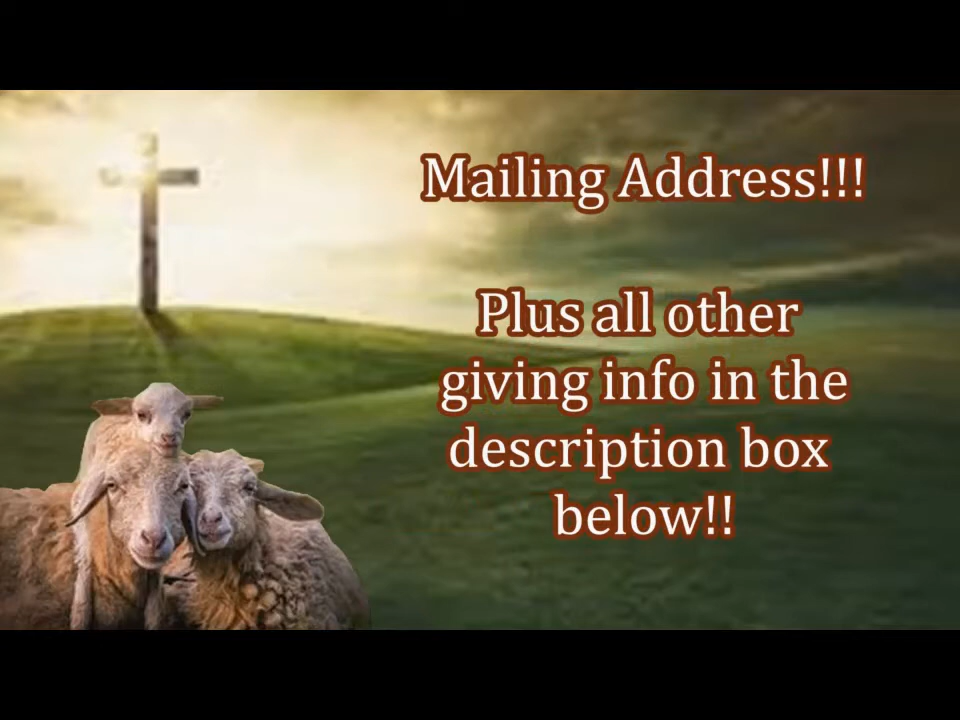 Mailing Address!!!
Plus all other
giving info in the
description box
below!!